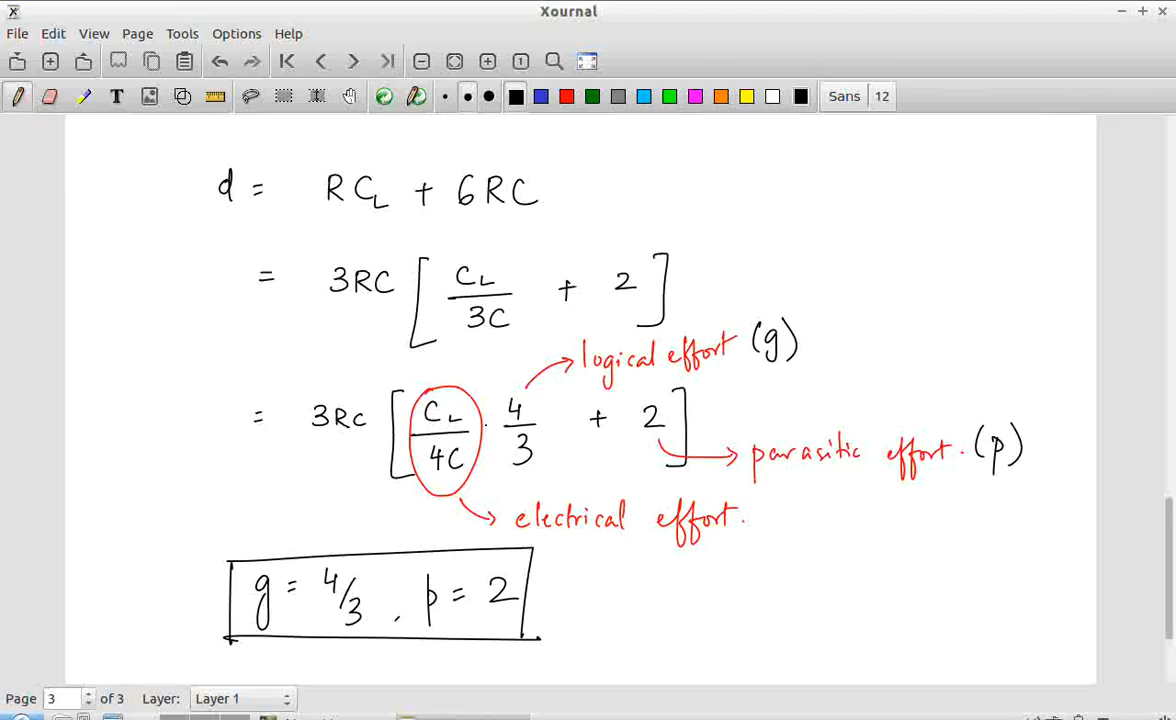 Xournal
File Edit View Page Tools Options Help
Sans 12
d = RC_L + 6RC
= 3RC [ C_L / 3C + 2 ]
logical effort (g)
= 3RC [ C_L / 4C · 4/3 + 2 ]
parasitic effort. (p)
electrical effort.
g = 4/3 , p = 2
Page 3 of 3 Layer: Layer 1